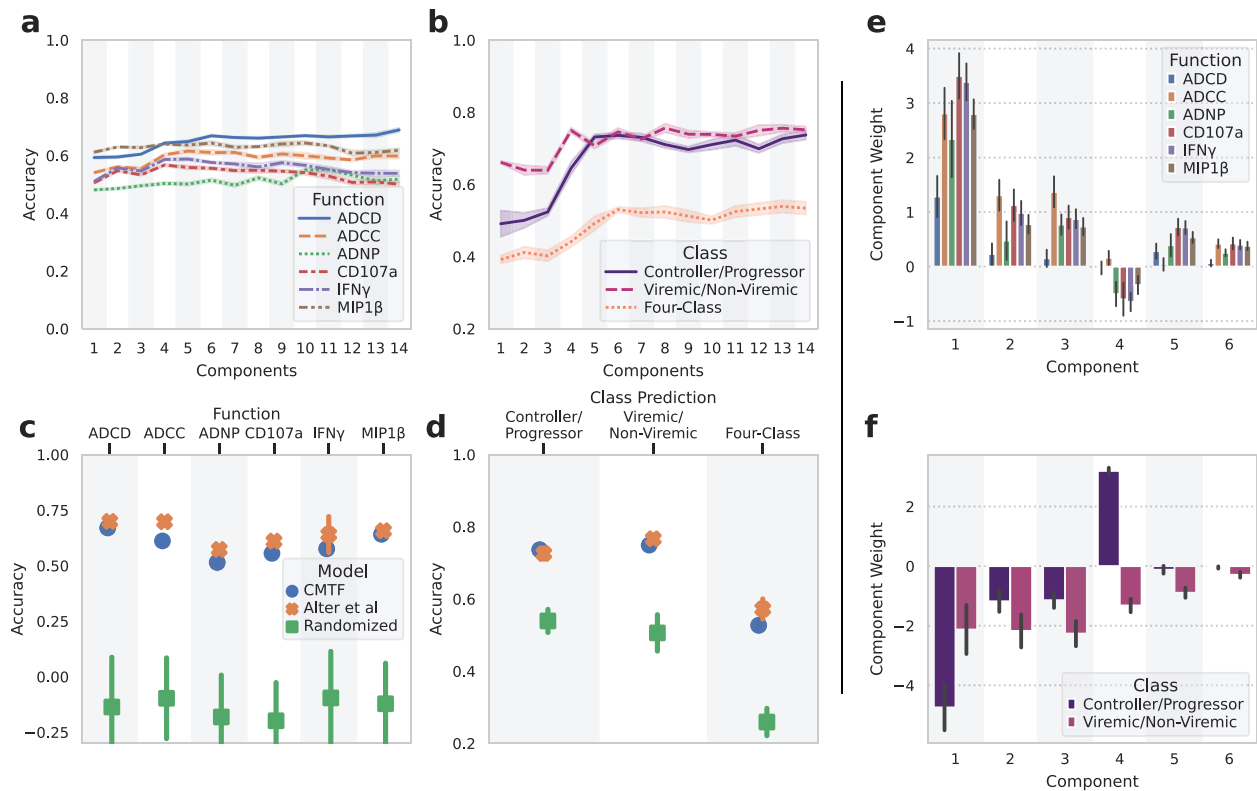 a
1.0
0.8
0.6
0.4
0.2
0.0
Accuracy
Function
ADCD
ADCC
ADNP
CD107a
IFNγ
MIP1β
1 2 3 4 5 6 7 8 9 10 11 12 13 14
Components
b
1.0
0.8
0.6
0.4
0.2
Accuracy
Class
Controller/Progressor
Viremic/Non-Viremic
Four-Class
1 2 3 4 5 6 7 8 9 10 11 12 13 14
Components
e
4
3
2
1
0
−1
Component Weight
Function
ADCD
ADCC
ADNP
CD107a
IFNγ
MIP1β
1 2 3 4 5 6
Component
c
Function
ADCD ADCC ADNP CD107a IFNγ MIP1β
1.00
0.75
0.50
0.25
0.00
−0.25
Accuracy
Model
CMTF
Alter et al
Randomized
d
Class Prediction
Controller/
Progressor
Viremic/
Non-Viremic
Four-Class
1.0
0.8
0.6
0.4
0.2
Accuracy
f
2
0
−2
−4
Component Weight
Class
Controller/Progressor
Viremic/Non-Viremic
1 2 3 4 5 6
Component